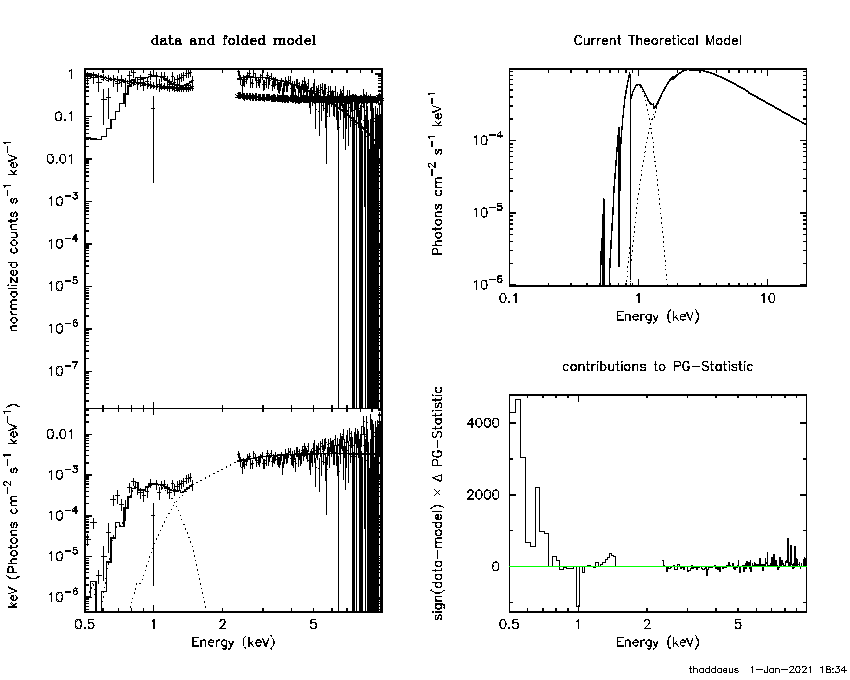 data and folded model
normalized counts s−1 keV−1
1
0.1
0.01
10−3
10−4
10−5
10−6
10−7
keV (Photons cm−2 s−1 keV−1)
0.01
10−3
10−4
10−5
10−6
0.5 1 2 5
Energy (keV)
Current Theoretical Model
Photons cm−2 s−1 keV−1
10−4
10−5
10−6
0.1 1 10
Energy (keV)
contributions to PG−Statistic
sign(data−model) × Δ PG−Statistic
4000
2000
0
0.5 1 2 5
Energy (keV)
thaddaeus 1−Jan−2021 18:34